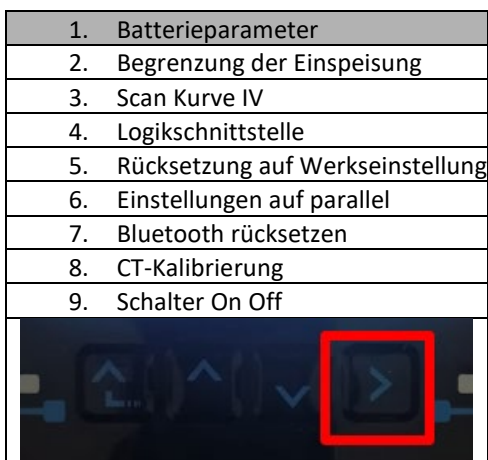 1. Batterieparameter
2. Begrenzung der Einspeisung
3. Scan Kurve IV
4. Logikschnittstelle
5. Rücksetzung auf Werkseinstellung
6. Einstellungen auf parallel
7. Bluetooth rücksetzen
8. CT-Kalibrierung
9. Schalter On Off